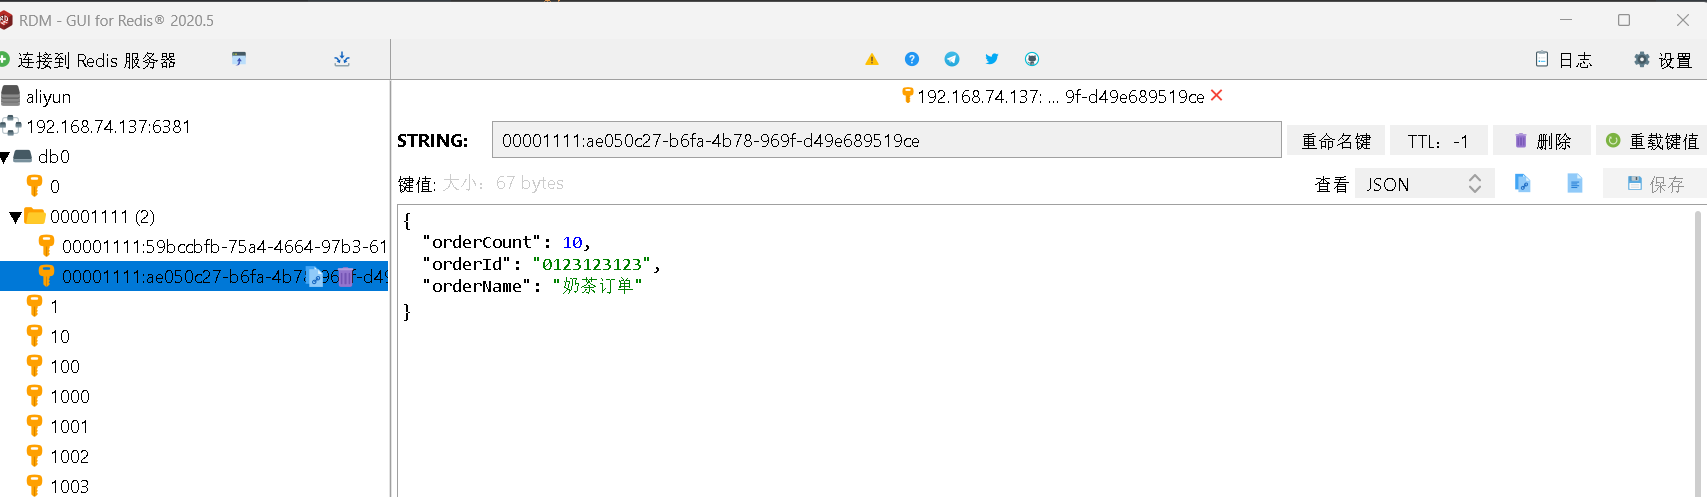 RDM - GUI for Redis® 2020.5
连接到 Redis 服务器
日志
设置
aliyun
192.168.74.137:6381
db0
0
00001111 (2)
00001111:59bccbfb-75a4-4664-97b3-61
00001111:ae050c27-b6fa-4b78-969f-d49
1
10
100
1000
1001
1002
1003
192.168.74.137: ... 9f-d49e689519ce
STRING:
00001111:ae050c27-b6fa-4b78-969f-d49e689519ce
重命名键
TTL: -1
删除
重载键值
键值: 大小: 67 bytes
查看
JSON
保存
{
"orderCount": 10,
"orderId": "0123123123",
"orderName": "奶茶订单"
}